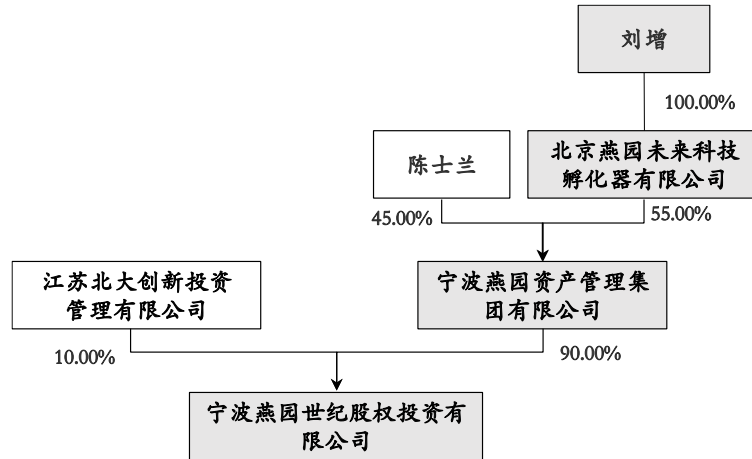 刘增
100.00%
陈士兰
北京燕园未来科技
孵化器有限公司
45.00%
55.00%
江苏北大创新投资
管理有限公司
宁波燕园资产管理集
团有限公司
10.00%
90.00%
宁波燕园世纪股权投资有
限公司